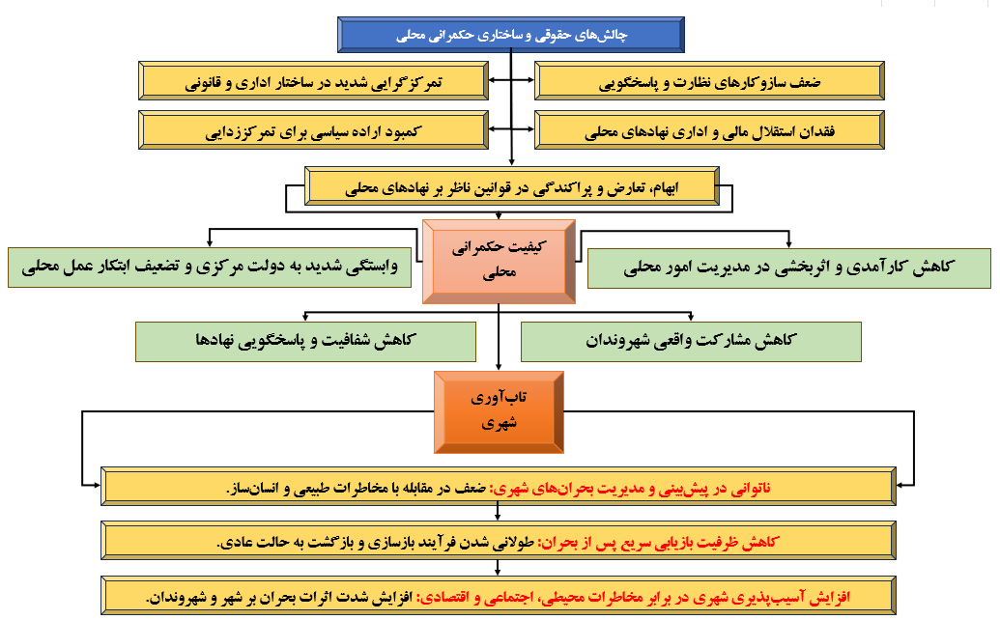 چالش‌های حقوقی و ساختاری حکمرانی محلی
ضعف سازوکارهای نظارت و پاسخگویی
تمرکزگرایی شدید در ساختار اداری و قانونی
فقدان استقلال مالی و اداری نهادهای محلی
کمبود اراده سیاسی برای تمرکززدایی
ابهام، تعارض و پراکندگی در قوانین ناظر بر نهادهای محلی
کیفیت حکمرانی
محلی
کاهش کارآمدی و اثربخشی در مدیریت امور محلی
وابستگی شدید به دولت مرکزی و تضعیف ابتکار عمل محلی
کاهش مشارکت واقعی شهروندان
کاهش شفافیت و پاسخگویی نهادها
تاب‌آوری
شهری
ناتوانی در پیش‌بینی و مدیریت بحران‌های شهری: ضعف در مقابله با مخاطرات طبیعی و انسان‌ساز.
کاهش ظرفیت بازیابی سریع پس از بحران: طولانی شدن فرآیند بازسازی و بازگشت به حالت عادی.
افزایش آسیب‌پذیری شهری در برابر مخاطرات محیطی، اجتماعی و اقتصادی: افزایش شدت اثرات بحران بر شهر و شهروندان.